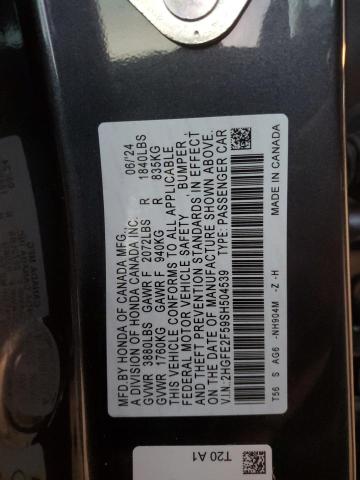 MFD BY HONDA OF CANADA MFG., 06/'24
A DIVISION OF HONDA CANADA INC.
GVWR 3880LBS GAWR F 2072LBS R 1840LBS
GVWR 1760KG GAWR F 940KG R 835KG
THIS VEHICLE CONFORMS TO ALL APPLICABLE
FEDERAL MOTOR VEHICLE SAFETY, BUMPER
AND THEFT PREVENTION STANDARDS IN EFFECT
ON THE DATE OF MANUFACTURE SHOWN ABOVE.
V.I.N.:2HGFE2F59SH504639 TYPE: PASSENGER CAR
T56 S AG6 -NH904M -Z -H MADE IN CANADA
T20 A1